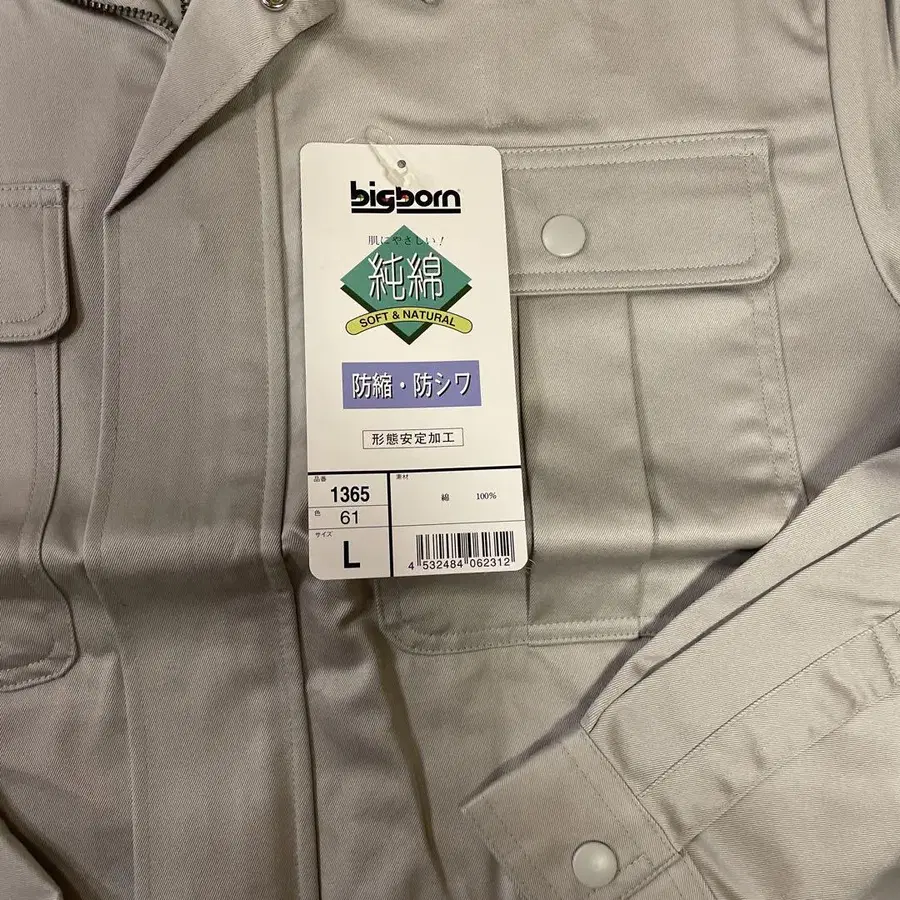 bigborn
肌にやさしい!
純綿
SOFT & NATURAL
防縮・防シワ
形態安定加工
品番
1365
素材
綿 100%
色
61
サイズ
L
4 532484 062312